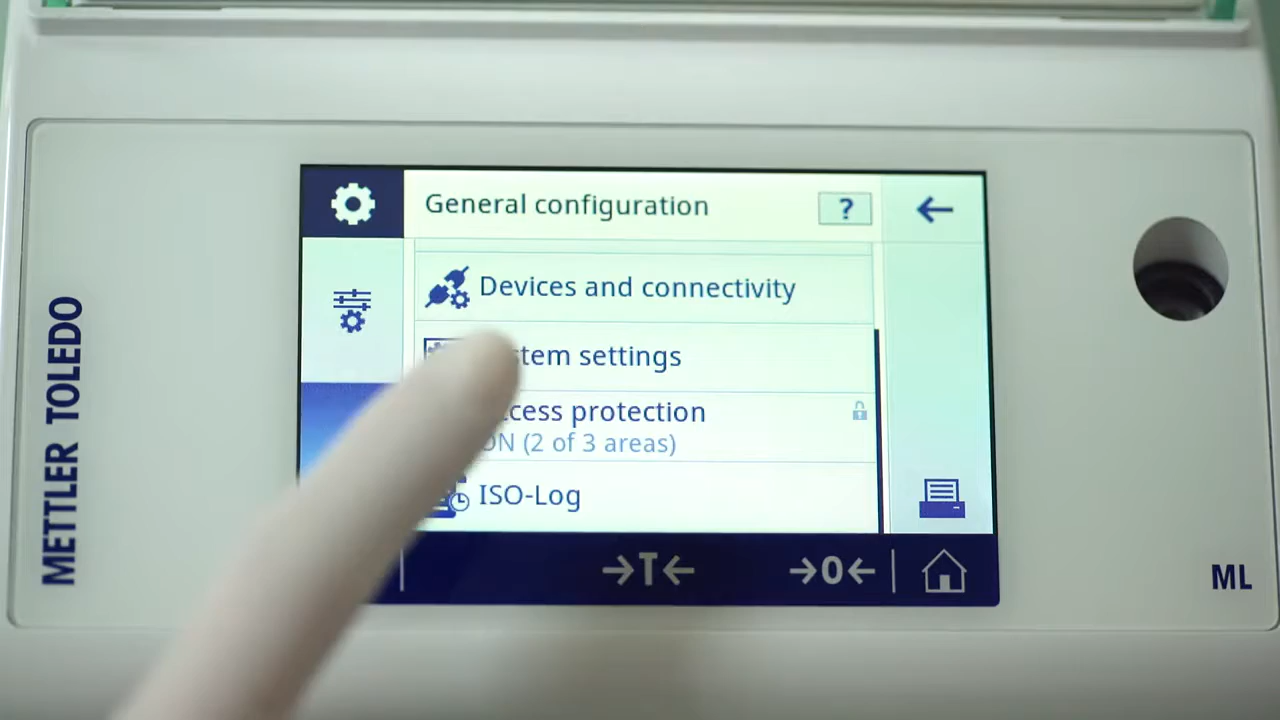 General configuration
?
Devices and connectivity
stem settings
ccess protection
ON (2 of 3 areas)
ISO-Log
→T←
→0←
METTLER TOLEDO
ML